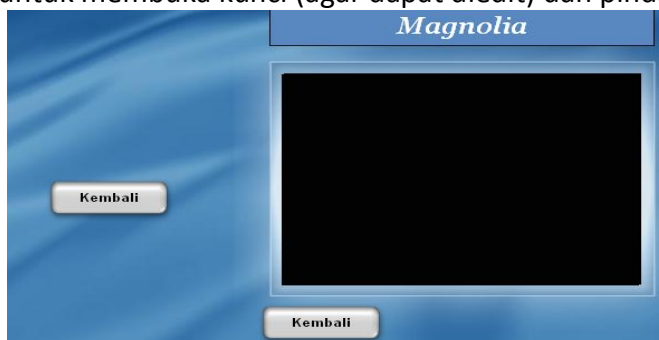 untuk membuka kunci (agar dapat diedit) dan
Magnolia
Kembali
Kembali